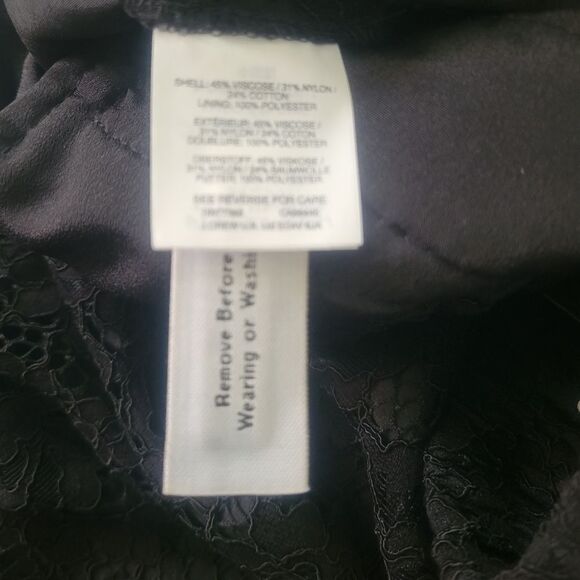 SHELL: 45% VISCOSE / 31% NYLON /
24% COTTON
LINING: 100% POLYESTER
EXTÉRIEUR: 45% VISCOSE /
31% NYLON / 24% COTON
DOUBLURE: 100% POLYESTER
OBERSTOFF: 45% VISKOSE /
31% NYLON / 24% BAUMWOLLE
FUTTER: 100% POLYESTER
SEE REVERSE FOR CARE
Remove Before
Wearing or Washi